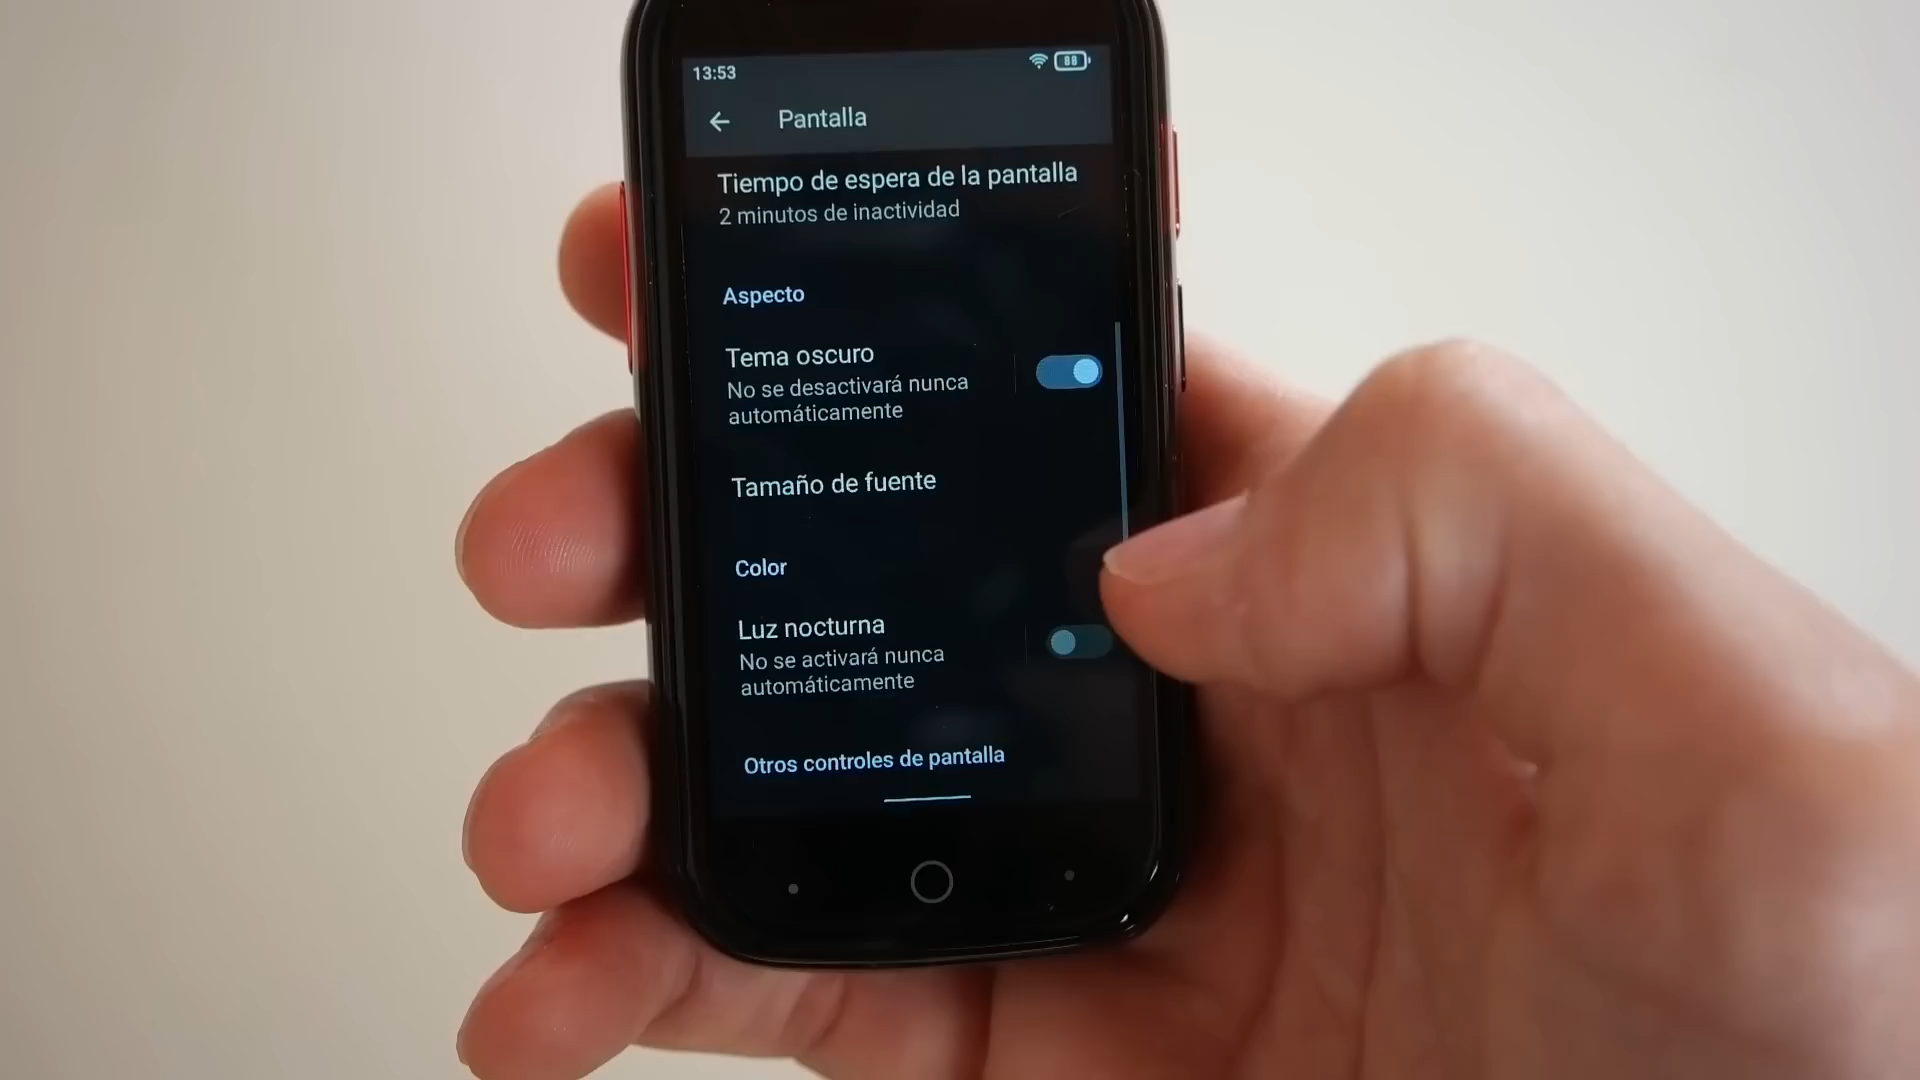 13:53
88
Pantalla
Tiempo de espera de la pantalla
2 minutos de inactividad
Aspecto
Tema oscuro
No se desactivará nunca
automáticamente
Tamaño de fuente
Color
Luz nocturna
No se activará nunca
automáticamente
Otros controles de pantalla